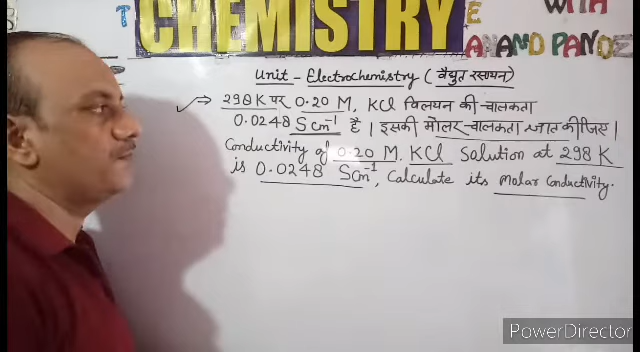 T CHEMISTRY E WITH
ANAND PANDE
Unit - Electrochemistry (वैद्युत रसायन)
→ 298 K पर 0.20 M, KCl विलयन की चालकता
0.0248 S cm⁻¹ है। इसकी मोलर चालकता ज्ञात कीजिए।
Conductivity of 0.20 M. KCl Solution at 298 K
is 0.0248 S cm⁻¹, Calculate its Molar Conductivity.
PowerDirector